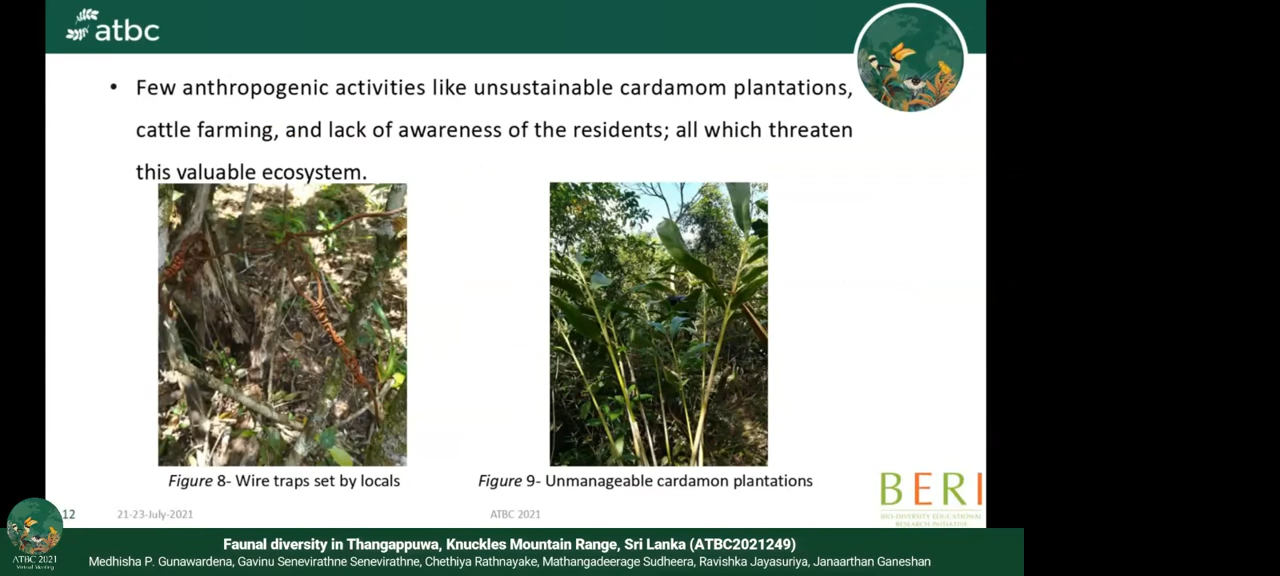 atbc
• Few anthropogenic activities like unsustainable cardamom plantations,
cattle farming, and lack of awareness of the residents; all which threaten
this valuable ecosystem.
Figure 8- Wire traps set by locals
Figure 9- Unmanageable cardamon plantations
BERI
BIO-DIVERSITY EDUCATIONAL
RESEARCH INITIATIVE
12
21-23-July-2021
ATBC 2021
ATBC 2021
Virtual Meeting
Faunal diversity in Thangappuwa, Knuckles Mountain Range, Sri Lanka (ATBC2021249)
Medhisha P. Gunawardena, Gavinu Senevirathne Senevirathne, Chethiya Rathnayake, Mathangadeerage Sudheera, Ravishka Jayasuriya, Janaarthan Ganeshan